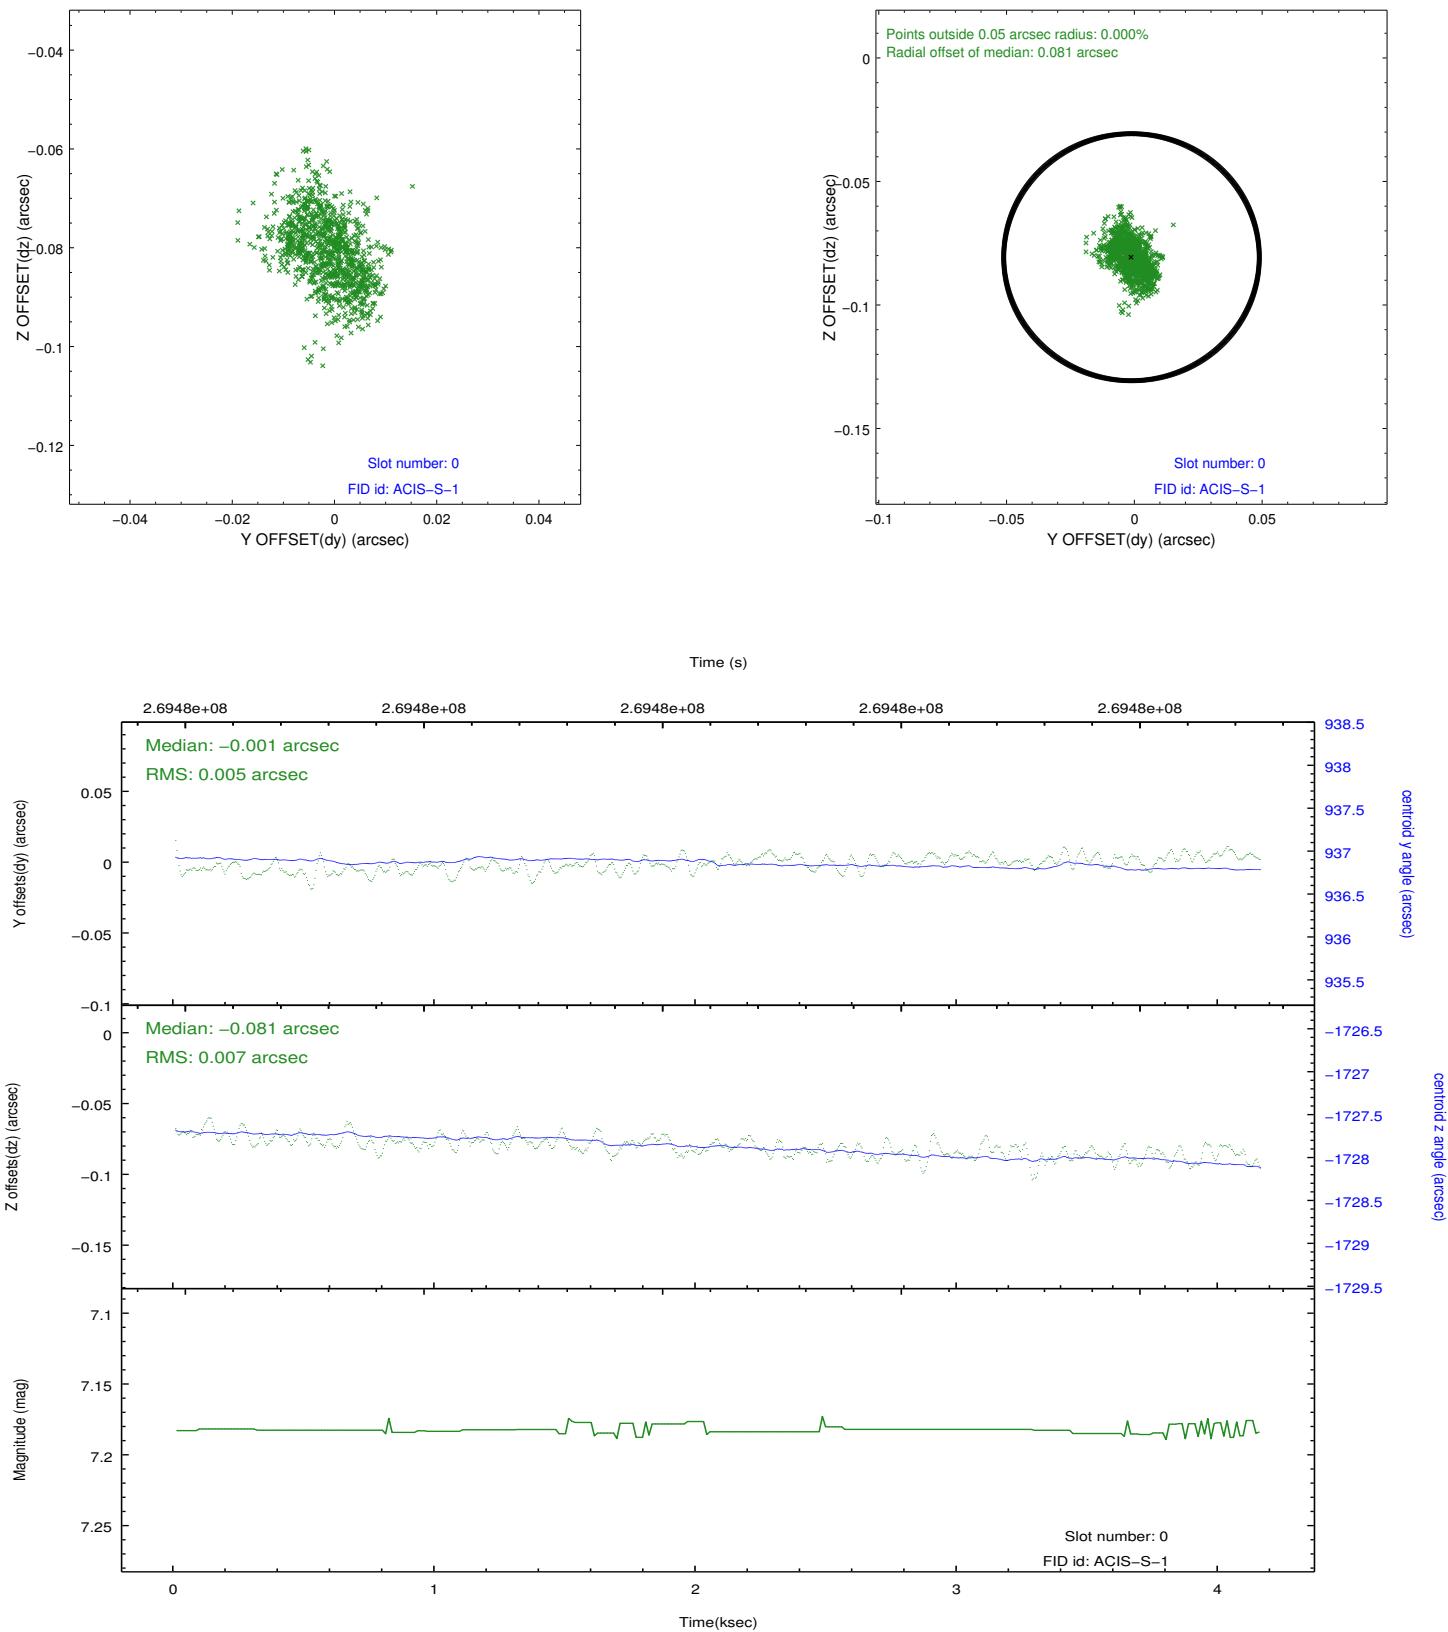 −0.04
−0.06
−0.08
−0.1
−0.12
Z OFFSET(dz) (arcsec)
Slot number: 0
FID id: ACIS−S−1
−0.04 −0.02 0 0.02 0.04
Y OFFSET(dy) (arcsec)
Points outside 0.05 arcsec radius: 0.000%
Radial offset of median: 0.081 arcsec
0
−0.05
−0.1
−0.15
Z OFFSET(dz) (arcsec)
Slot number: 0
FID id: ACIS−S−1
−0.1 −0.05 0 0.05
Y OFFSET(dy) (arcsec)
Time (s)
2.6948e+08 2.6948e+08 2.6948e+08 2.6948e+08 2.6948e+08
Median: −0.001 arcsec
RMS: 0.005 arcsec
0.05
0
−0.05
−0.1
Y offsets(dy) (arcsec)
938.5
938
937.5
937
936.5
936
935.5
centroid y angle (arcsec)
Median: −0.081 arcsec
RMS: 0.007 arcsec
0
−0.05
−0.1
−0.15
Z offsets(dz) (arcsec)
−1726.5
−1727
−1727.5
−1728
−1728.5
−1729
−1729.5
centroid z angle (arcsec)
7.1
7.15
7.2
7.25
Magnitude (mag)
Slot number: 0
FID id: ACIS−S−1
0 1 2 3 4
Time(ksec)